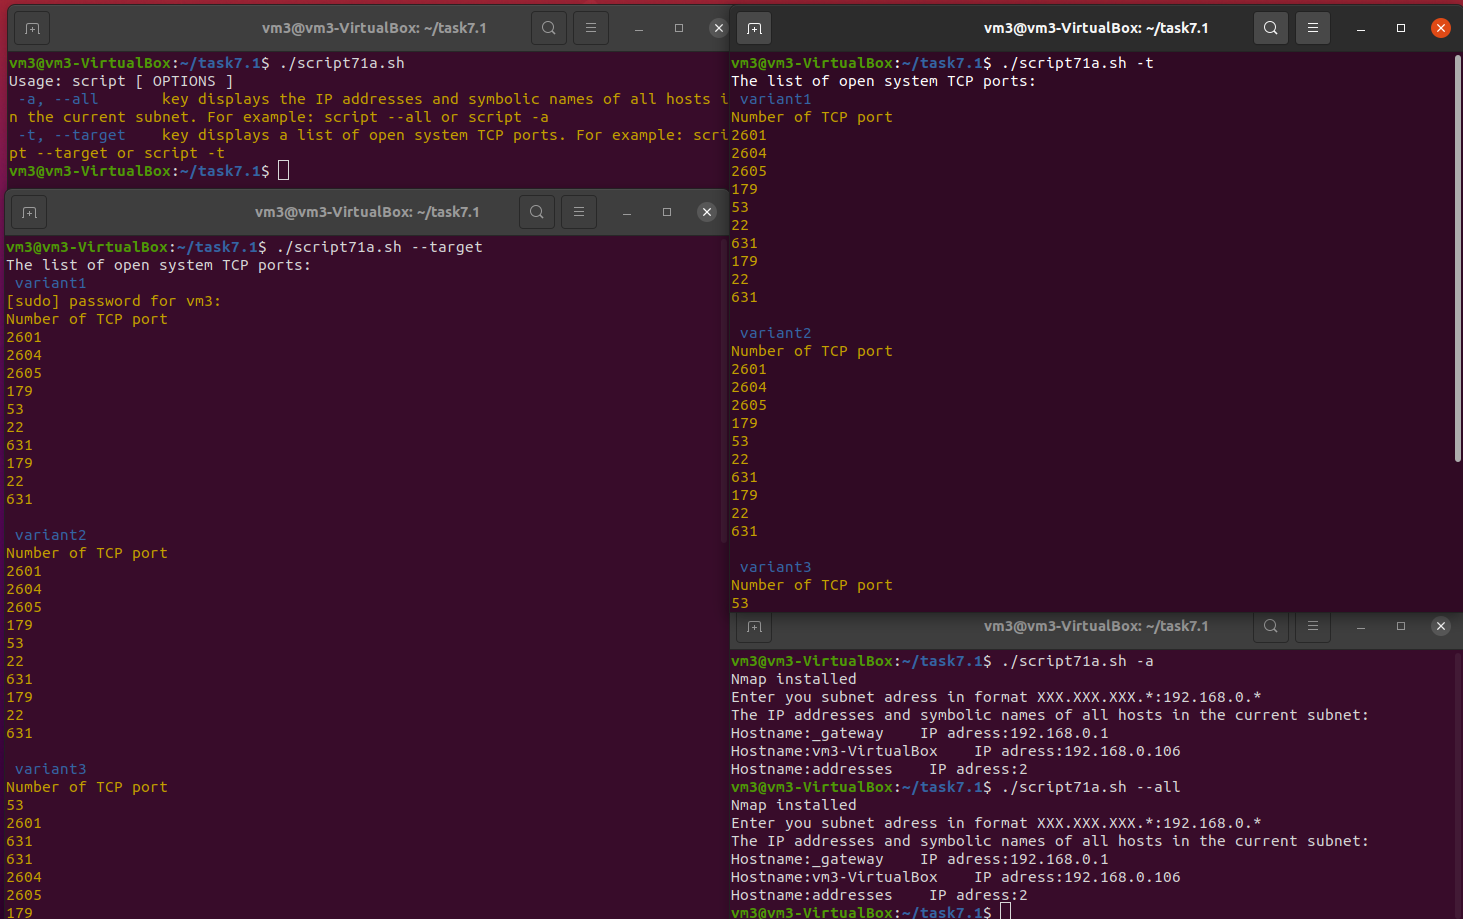 vm3@vm3-VirtualBox: ~/task7.1
vm3@vm3-VirtualBox:~/task7.1$ ./script71a.sh
Usage: script [ OPTIONS ]
 -a, --all       key displays the IP addresses and symbolic names of all hosts i
n the current subnet. For example: script --all or script -a
 -t, --target    key displays a list of open system TCP ports. For example: scri
pt --target or script -t
vm3@vm3-VirtualBox:~/task7.1$
vm3@vm3-VirtualBox: ~/task7.1
vm3@vm3-VirtualBox:~/task7.1$ ./script71a.sh --target
The list of open system TCP ports:
 variant1
[sudo] password for vm3:
Number of TCP port
2601
2604
2605
179
53
22
631
179
22
631
 variant2
Number of TCP port
2601
2604
2605
179
53
22
631
179
22
631
 variant3
Number of TCP port
53
2601
631
631
2604
2605
179
vm3@vm3-VirtualBox: ~/task7.1
vm3@vm3-VirtualBox:~/task7.1$ ./script71a.sh -t
The list of open system TCP ports:
 variant1
Number of TCP port
2601
2604
2605
179
53
22
631
179
22
631
 variant2
Number of TCP port
2601
2604
2605
179
53
22
631
179
22
631
 variant3
Number of TCP port
53
vm3@vm3-VirtualBox: ~/task7.1
vm3@vm3-VirtualBox:~/task7.1$ ./script71a.sh -a
Nmap installed
Enter you subnet adress in format XXX.XXX.XXX.*:192.168.0.*
The IP addresses and symbolic names of all hosts in the current subnet:
Hostname:_gateway    IP adress:192.168.0.1
Hostname:vm3-VirtualBox    IP adress:192.168.0.106
Hostname:addresses    IP adress:2
vm3@vm3-VirtualBox:~/task7.1$ ./script71a.sh --all
Nmap installed
Enter you subnet adress in format XXX.XXX.XXX.*:192.168.0.*
The IP addresses and symbolic names of all hosts in the current subnet:
Hostname:_gateway    IP adress:192.168.0.1
Hostname:vm3-VirtualBox    IP adress:192.168.0.106
Hostname:addresses    IP adress:2
vm3@vm3-VirtualBox:~/task7.1$